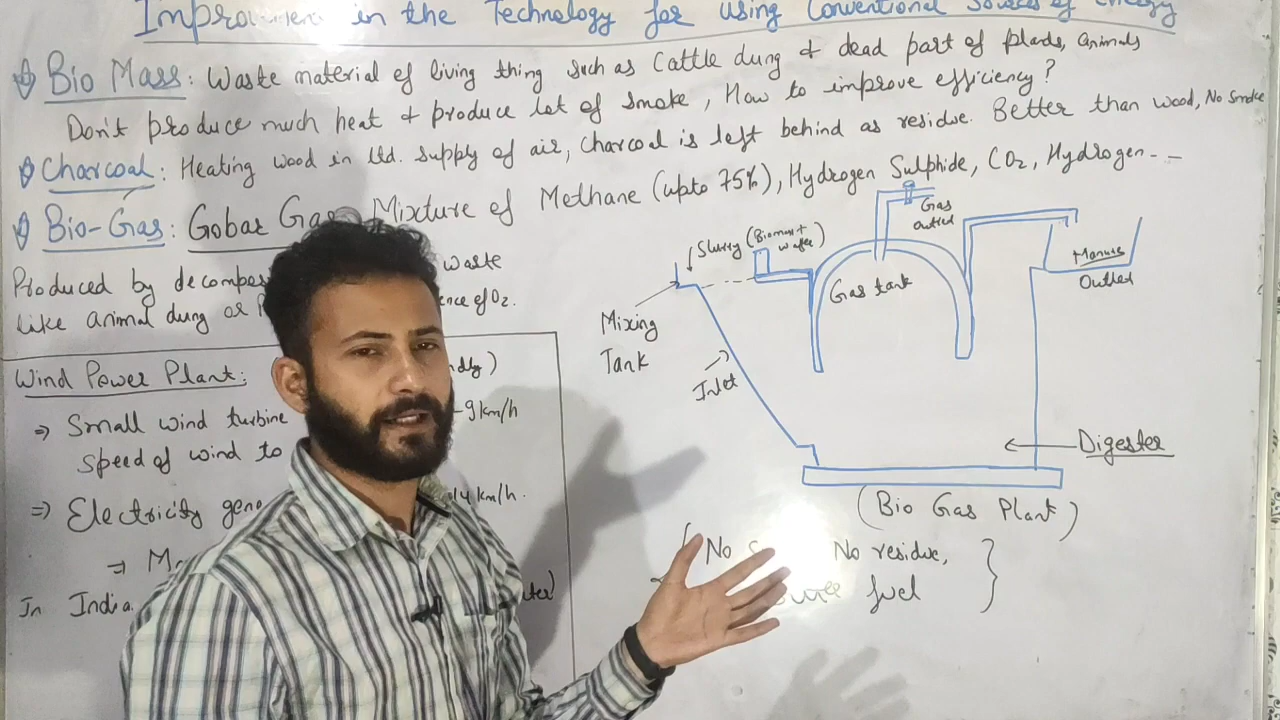 in the Technology for using Conventional Sources of Energy
Bio Mass: Waste material of living thing such as Cattle dung & dead part of plants, animals
Don't produce much heat & produce lot of smoke, How to improve efficiency?
Charcoal: Heating wood in ltd. supply of air, Charcoal is left behind as residue. Better than wood, No smoke
Bio-Gas: Gobar Gas Mixture of Methane (upto 75%), Hydrogen Sulphide, CO2, Hydrogen--
Produced by decompos waste
like animal dung or of O2.
Slurry (Biomass + water)
Gas outlet
Gas tank
Manure
Outlet
Mixing
Tank
Inlet
Digester
(Bio Gas Plant)
No No residue,
fuel
Wind Power Plant:
⇒ Small wind turbine -9km/h
speed of wind to
⇒ Electricity gene 14 km/h.
⇒ M
In India